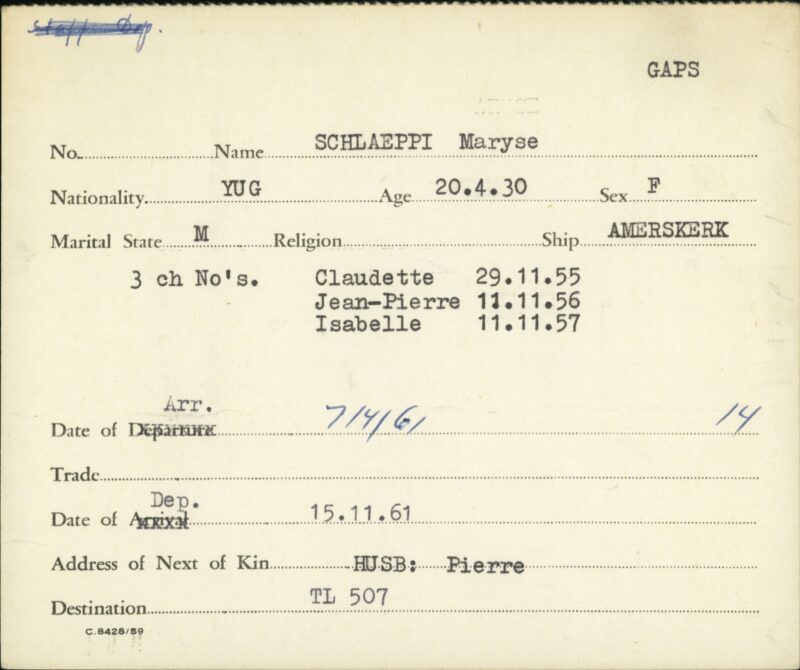 GAPS
No. Name SCHLAEPPI Maryse
Nationality. YUG Age 20.4.30 Sex F
Marital State M Religion Ship AMERSKERK
3 ch No's. Claudette 29.11.55
Jean-Pierre 11.11.56
Isabelle 11.11.57
Arr.
Date of Departure 7/4/61 14
Trade
Dep.
Date of Arrival 15.11.61
Address of Next of Kin HUSB: Pierre
Destination TL 507
C.8428/59